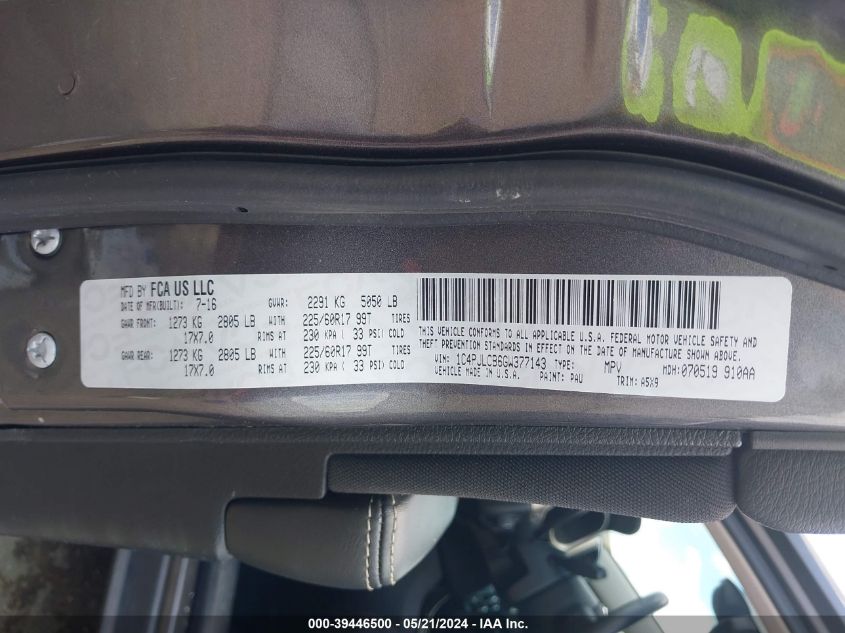 MFD BY FCA US LLC
DATE OF MFR(BUILT): 7-16 GVWR: 2291 KG 5050 LB
GAWR FRONT: 1273 KG 2805 LB WITH 225/60R17 99T TIRES
17X7.0 RIMS AT 230 KPA ( 33 PSI) COLD
GAWR REAR: 1273 KG 2805 LB WITH 225/60R17 99T TIRES
17X7.0 RIMS AT 230 KPA ( 33 PSI) COLD
THIS VEHICLE CONFORMS TO ALL APPLICABLE U.S.A. FEDERAL MOTOR VEHICLE SAFETY
AND THEFT PREVENTION STANDARDS IN EFFECT ON THE DATE OF MANUFACTURE SHOWN ABOVE.
VIN: 1C4PJLCB6GW377143 TYPE: MPV MDH: 070519 910AA
VEHICLE MADE IN U.S.A. PAINT: PAU TRIM: A5X9
000-39446500 - 05/21/2024 - IAA Inc.